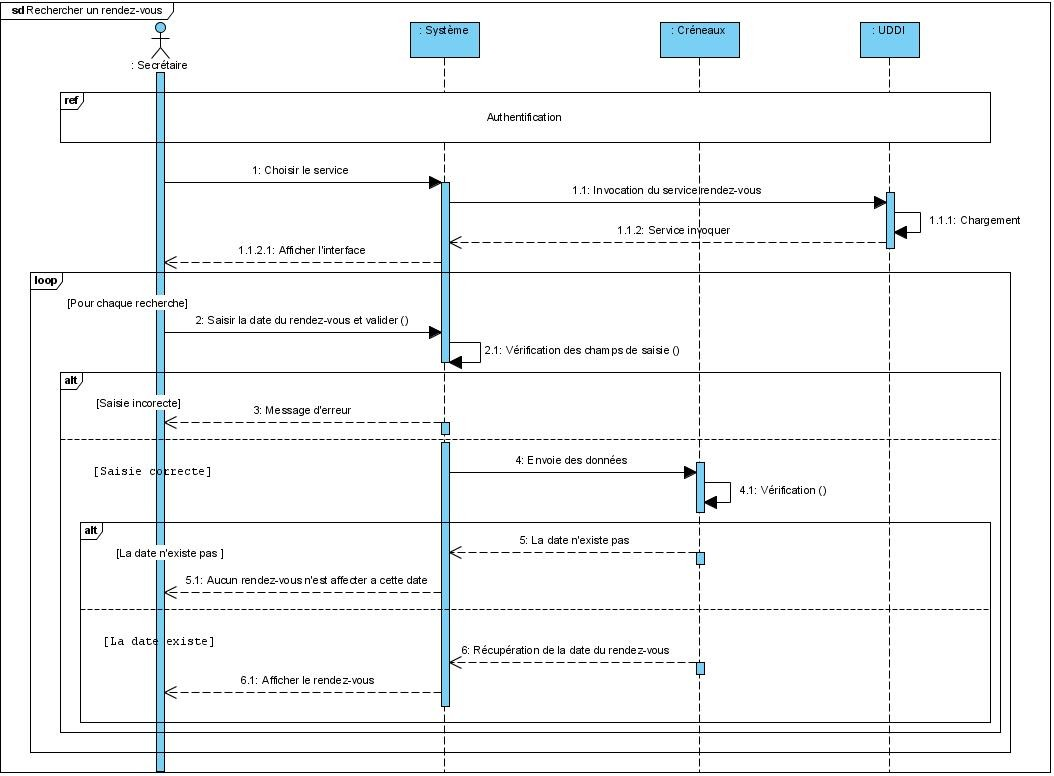 sd Rechercher un rendez-vous
: Système
: Créneaux
: UDDI
: Secrétaire
ref
Authentification
1: Choisir le service
1.1: Invocation du service rendez-vous
1.1.1: Chargement
1.1.2: Service invoquer
1.1.2.1: Afficher l'interface
loop
[Pour chaque recherche]
2: Saisir la date du rendez-vous et valider ()
2.1: Vérification des champs de saisie ()
alt
[Saisie incorecte]
3: Message d'erreur
4: Envoie des données
[Saisie correcte]
4.1: Vérification ()
alt
5: La date n'existe pas
[La date n'existe pas ]
5.1: Aucun rendez-vous n'est affecter a cette date
[La date existe]
6: Récupération de la date du rendez-vous
6.1: Afficher le rendez-vous